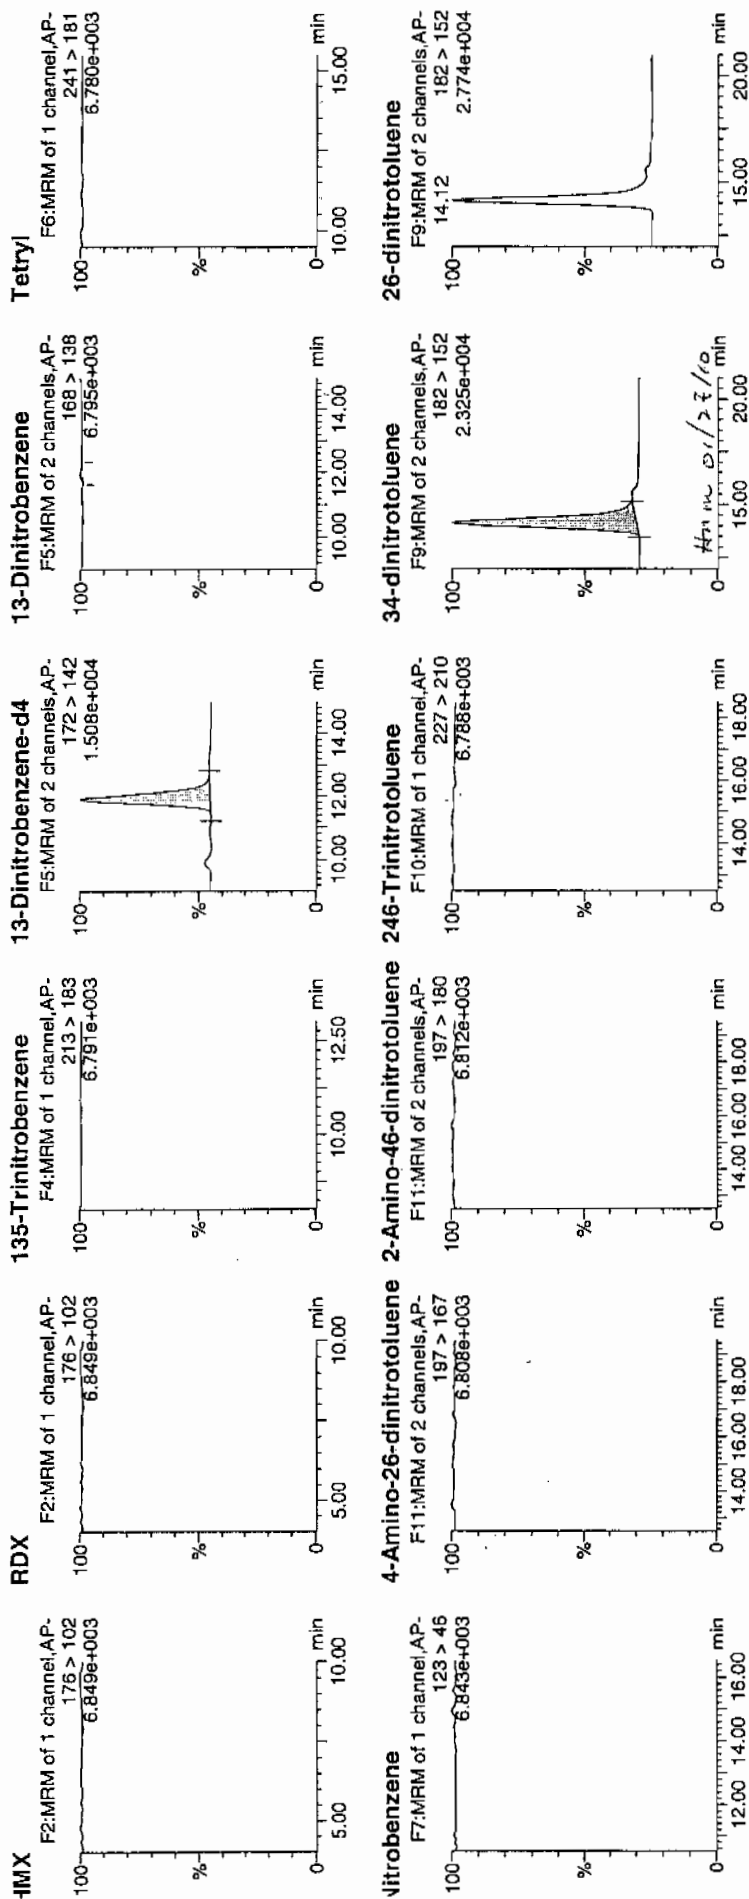 HMX
F2:MRM of 1 channel,AP-
176 > 102
6.849e+003
100
%
0
5.00
10.00
min
RDX
F2:MRM of 1 channel,AP-
176 > 102
6.849e+003
100
%
0
5.00
10.00
min
135-Trinitrobenzene
F4:MRM of 1 channel,AP-
213 > 183
6.791e+003
100
%
0
10.00
12.50
min
13-Dinitrobenzene-d4
F5:MRM of 2 channels,AP-
172 > 142
1.508e+004
100
%
0
10.00
12.00
14.00
min
13-Dinitrobenzene
F5:MRM of 2 channels,AP-
168 > 138
6.795e+003
100
%
0
10.00
12.00
14.00
min
Tetryl
F6:MRM of 1 channel,AP-
241 > 181
6.780e+003
100
%
0
10.00
15.00
min
Nitrobenzene
F7:MRM of 1 channel,AP-
123 > 46
6.843e+003
100
%
0
12.00
14.00
16.00
min
4-Amino-26-dinitrotoluene
F11:MRM of 2 channels,AP-
197 > 167
6.808e+003
100
%
0
14.00
16.00
18.00
min
2-Amino-46-dinitrotoluene
F11:MRM of 2 channels,AP-
197 > 180
6.812e+003
100
%
0
14.00
16.00
18.00
min
246-Trinitrotoluene
F10:MRM of 1 channel,AP-
227 > 210
6.788e+003
100
%
0
14.00
16.00
18.00
min
34-dinitrotoluene
F9:MRM of 2 channels,AP-
182 > 152
2.325e+004
100
%
0
15.00
20.00
min
26-dinitrotoluene
F9:MRM of 2 channels,AP-
182 > 152
2.774e+004
14.12
100
%
0
15.00
20.00
min